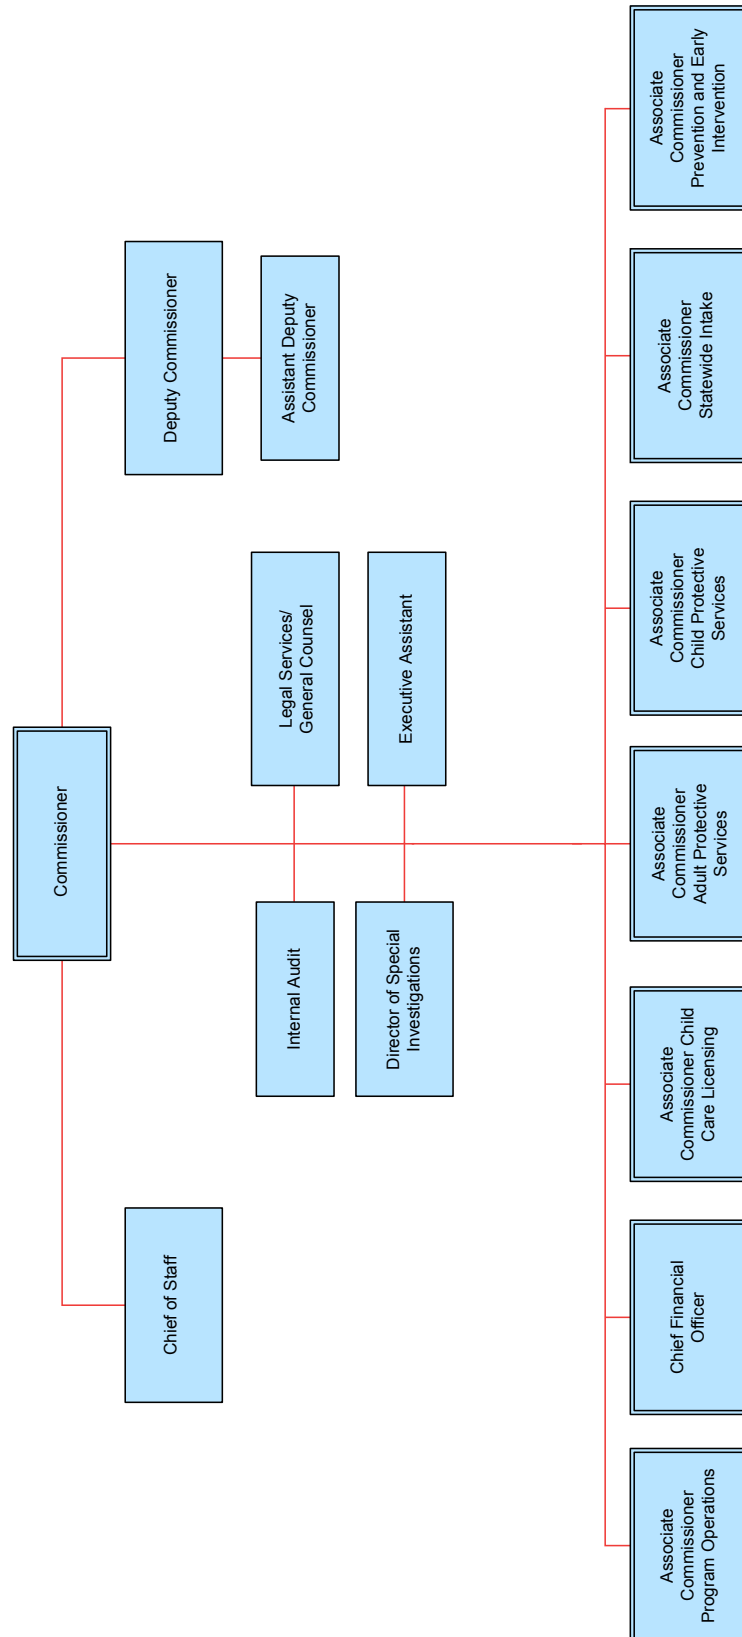 Commissioner
Chief of Staff
Deputy Commissioner
Assistant Deputy
Commissioner
Internal Audit
Legal Services/
General Counsel
Director of Special
Investigations
Executive Assistant
Associate
Commissioner
Program Operations
Chief Financial
Officer
Associate
Commissioner Child
Care Licensing
Associate
Commissioner
Adult Protective
Services
Associate
Commissioner
Child Protective
Services
Associate
Commissioner
Statewide Intake
Associate
Commissioner
Prevention and Early
Intervention